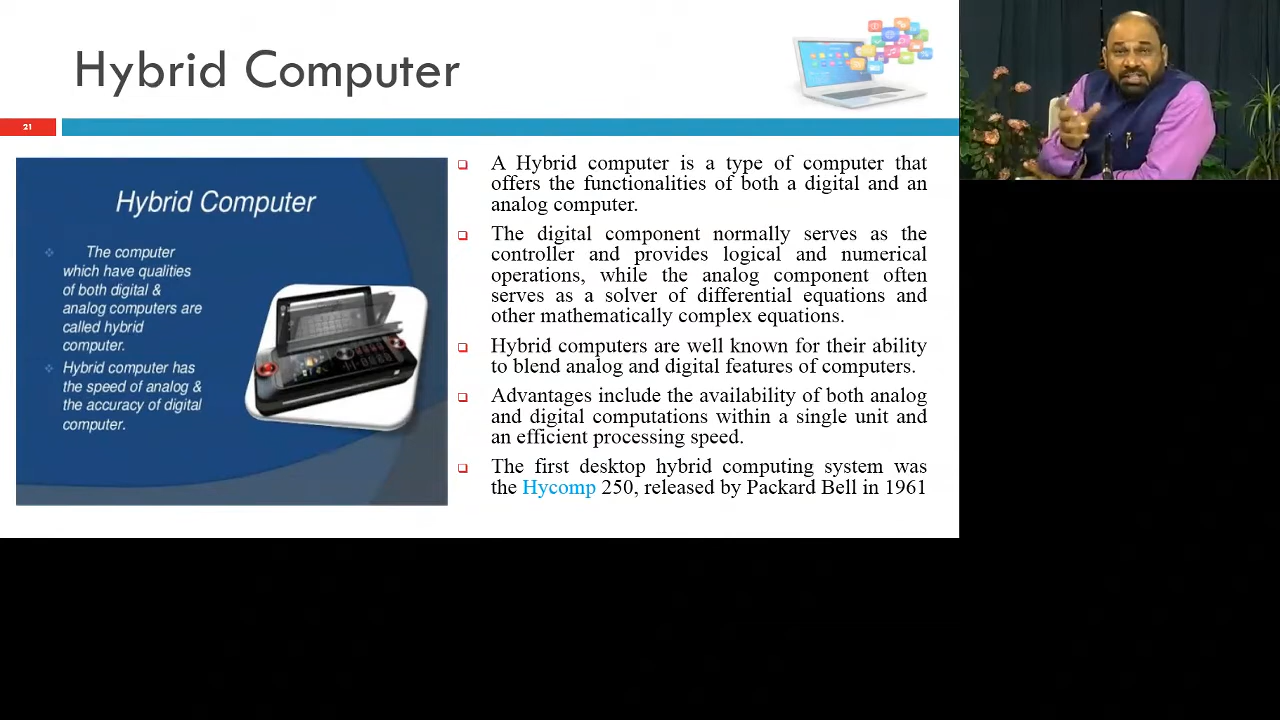 Hybrid Computer
21
Hybrid Computer
The computer
which have qualities
of both digital &
analog computers are
called hybrid
computer.
Hybrid computer has
the speed of analog &
the accuracy of digital
computer.
A Hybrid computer is a type of computer that
offers the functionalities of both a digital and an
analog computer.
The digital component normally serves as the
controller and provides logical and numerical
operations, while the analog component often
serves as a solver of differential equations and
other mathematically complex equations.
Hybrid computers are well known for their ability
to blend analog and digital features of computers.
Advantages include the availability of both analog
and digital computations within a single unit and
an efficient processing speed.
The first desktop hybrid computing system was
the Hycomp 250, released by Packard Bell in 1961